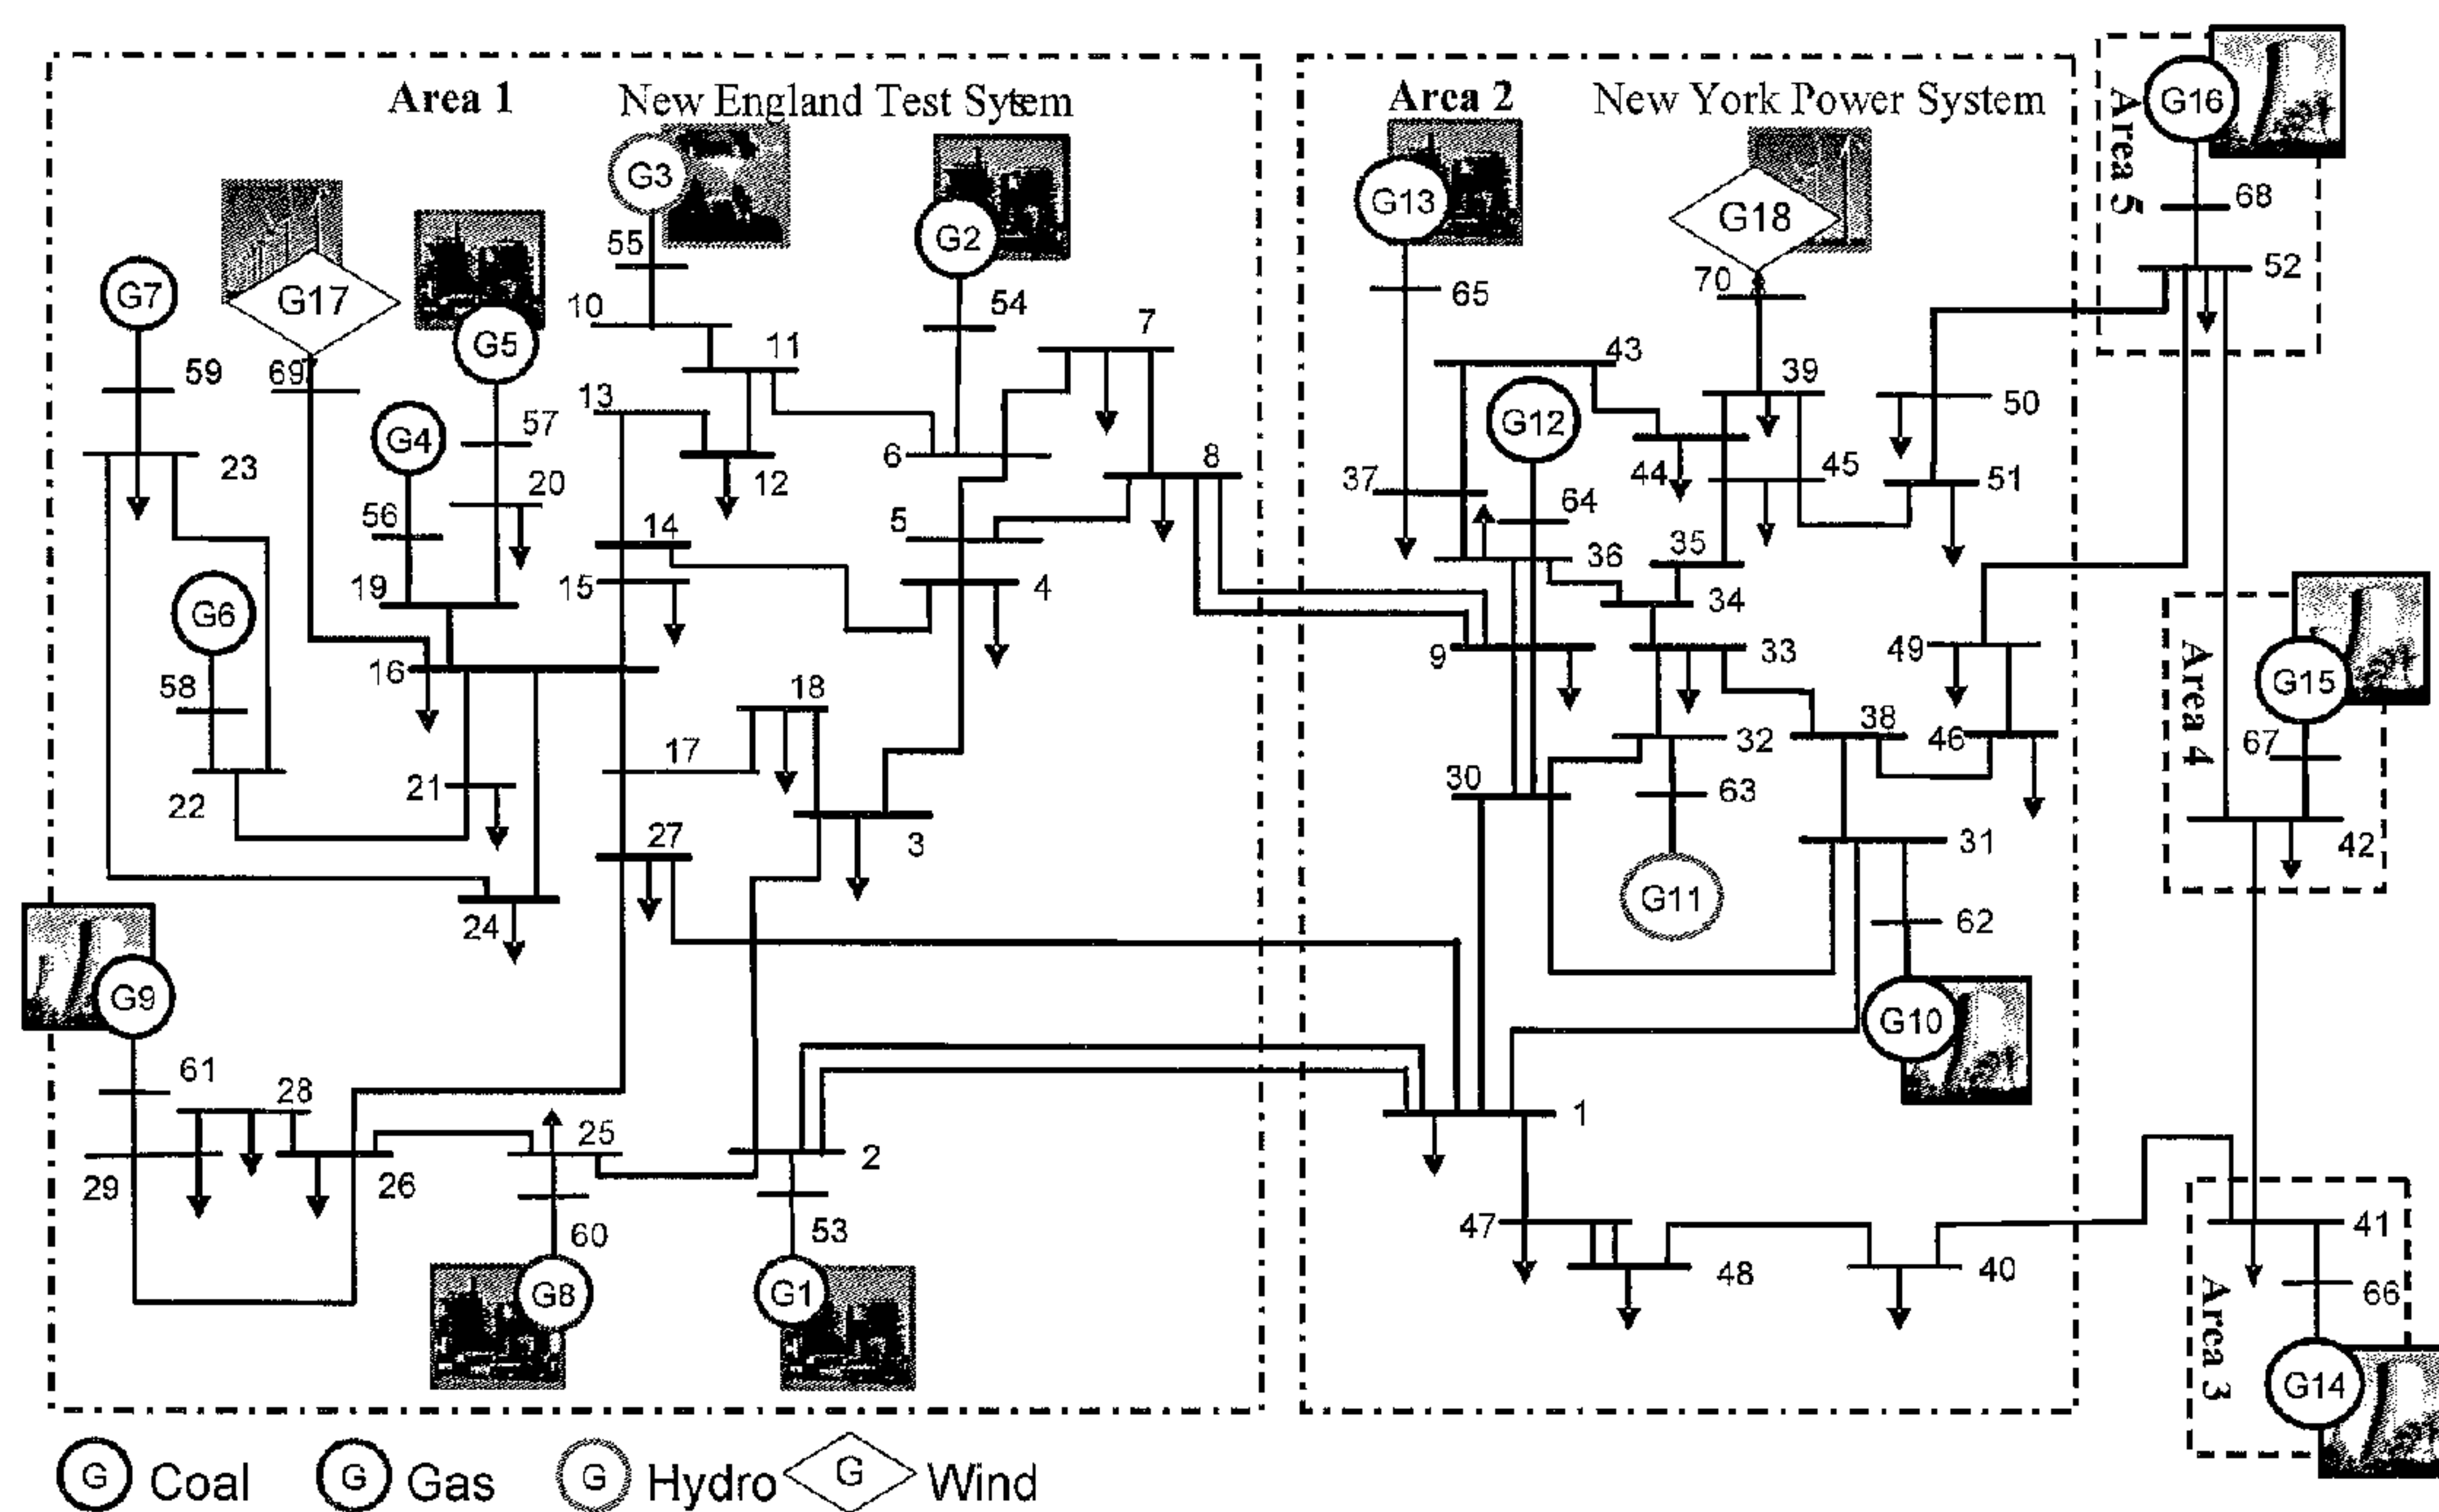 Area 1 New England Test Sytem
Area 2 New York Power System
G16
Area 5
68
52
G3
G2
G13
G18
G17
G7
G5
55
54
65
70
10
7
43
59
69
11
39
13
57
G12
50
G4
23
20
12
6
8
37
64
44
45
51
56
14
5
36
35
19
15
4
34
G6
16
9
33
49
G15
Area 4
58
18
17
32
38
46
67
22
21
30
63
42
27
3
31
24
G11
62
G9
G10
61
28
25
1
29
26
2
60
53
47
48
40
41
66
Area 3
G8
G1
G14
G Coal G Gas G Hydro G Wind